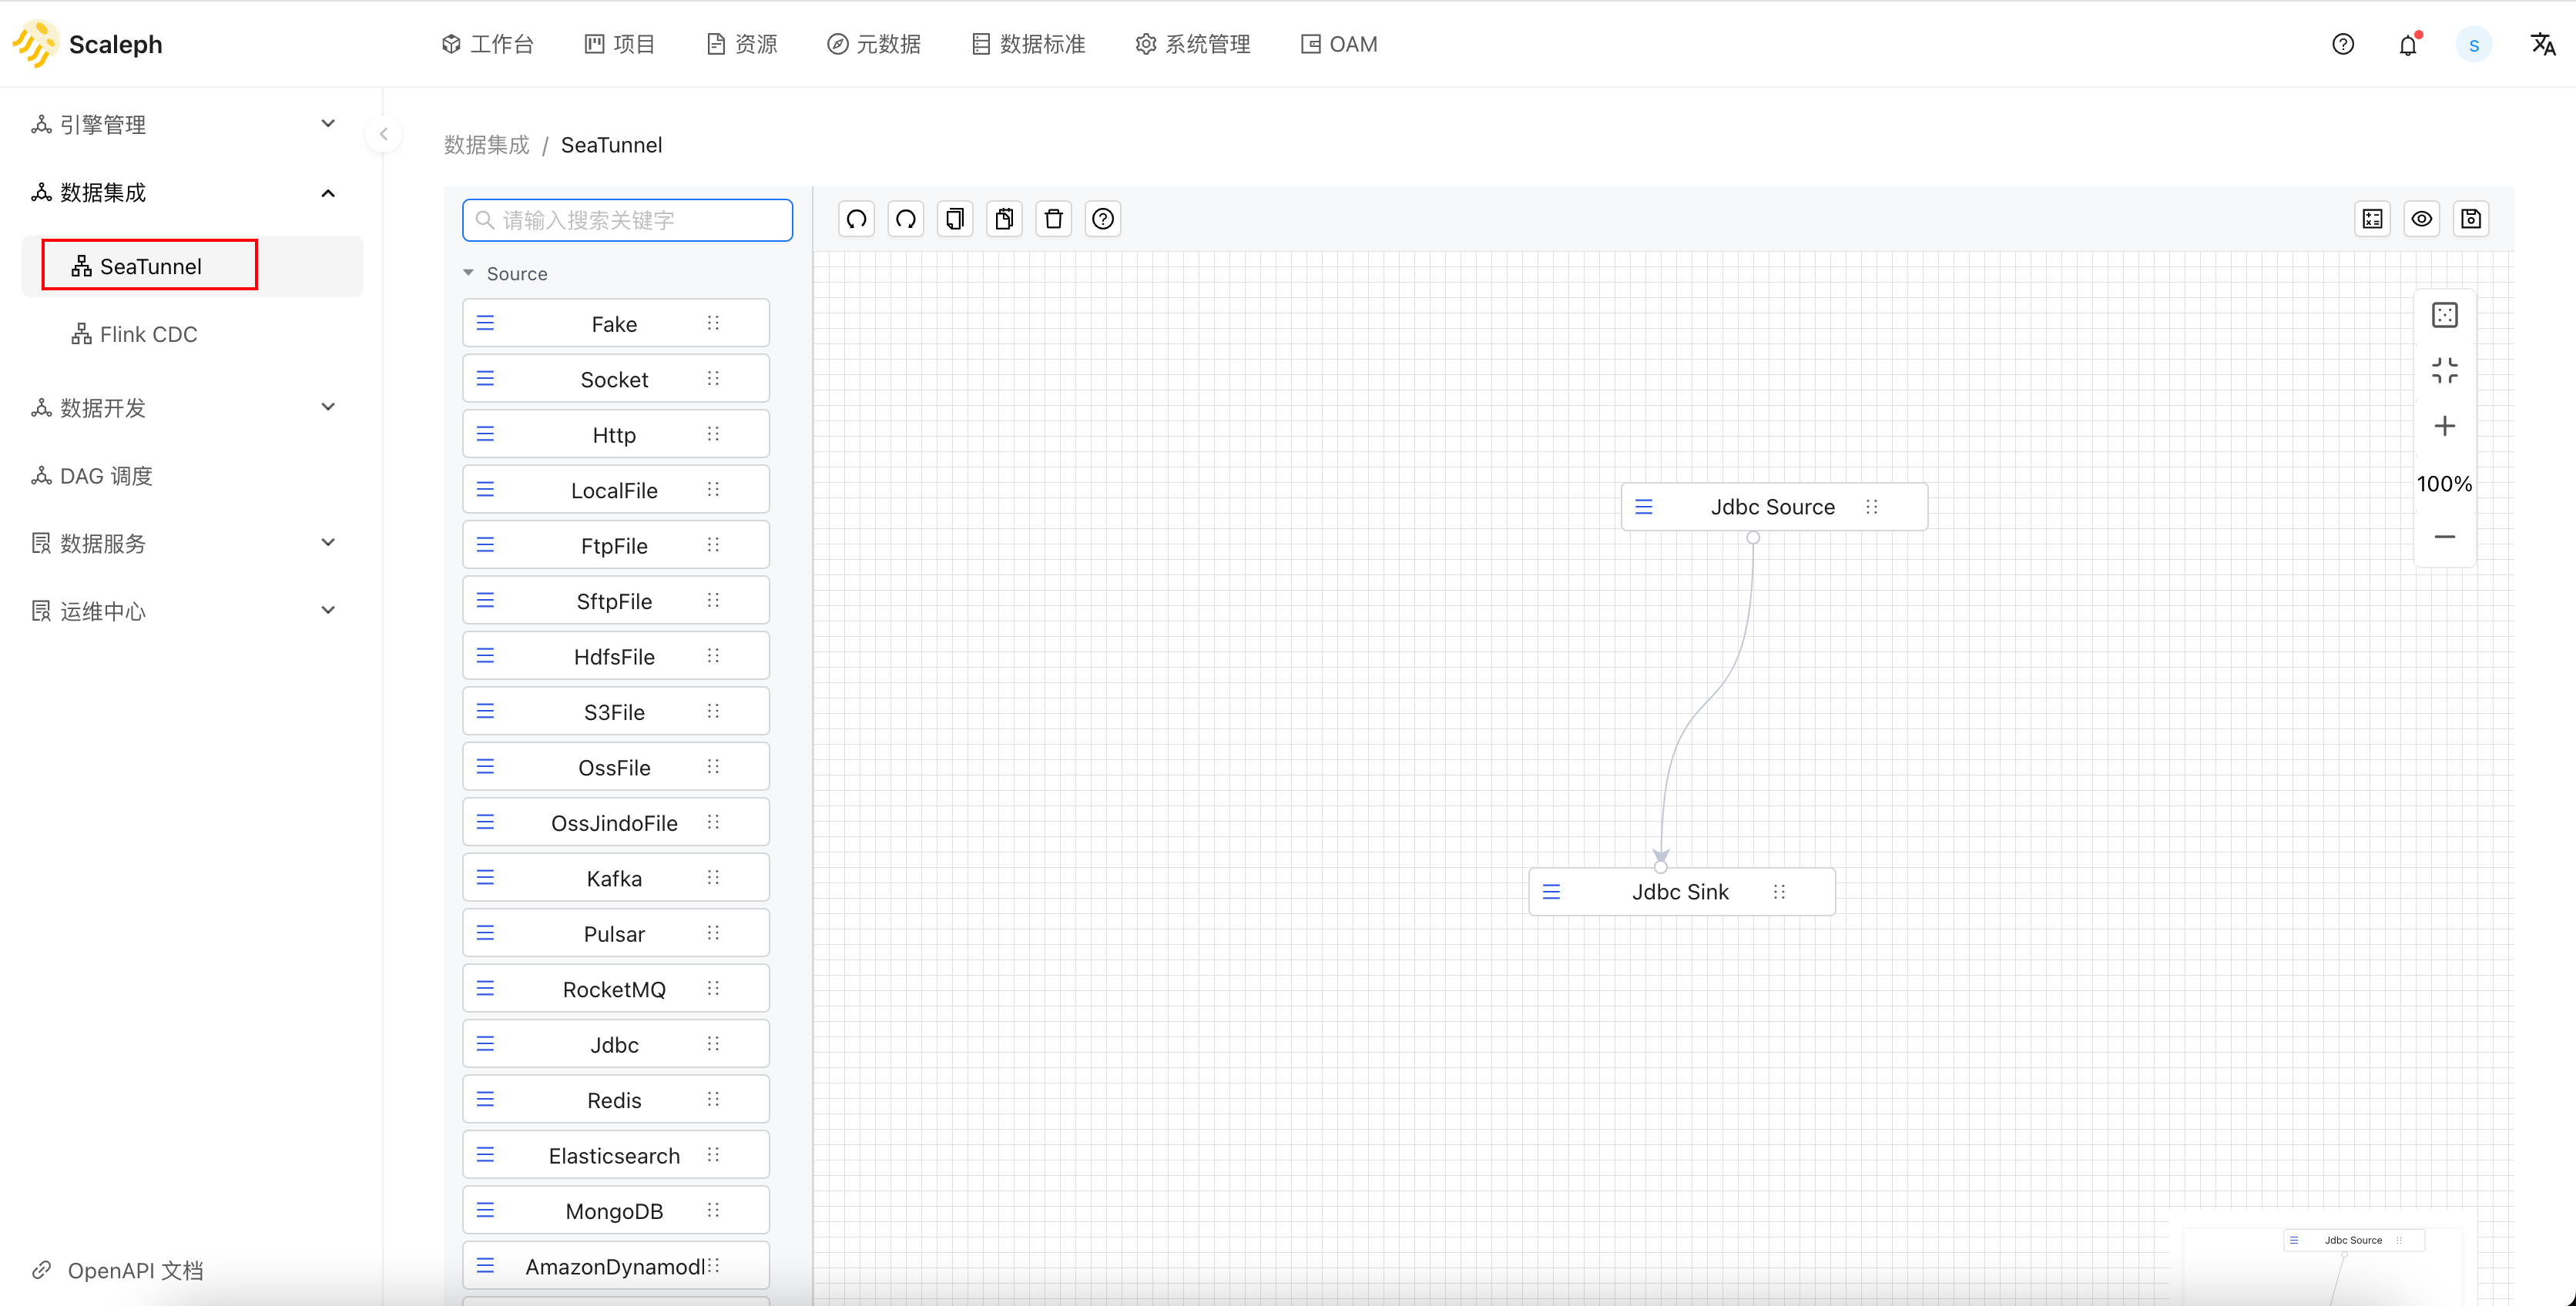 Scaleph
工作台
项目
资源
元数据
数据标准
系统管理
OAM
S
引擎管理
数据集成
SeaTunnel
Flink CDC
数据开发
DAG 调度
数据服务
运维中心
OpenAPI 文档
数据集成 / SeaTunnel
请输入搜索关键字
Source
Fake
Socket
Http
LocalFile
FtpFile
SftpFile
HdfsFile
S3File
OssFile
OssJindoFile
Kafka
Pulsar
RocketMQ
Jdbc
Redis
Elasticsearch
MongoDB
Jdbc Source
Jdbc Sink
100%
Jdbc Source